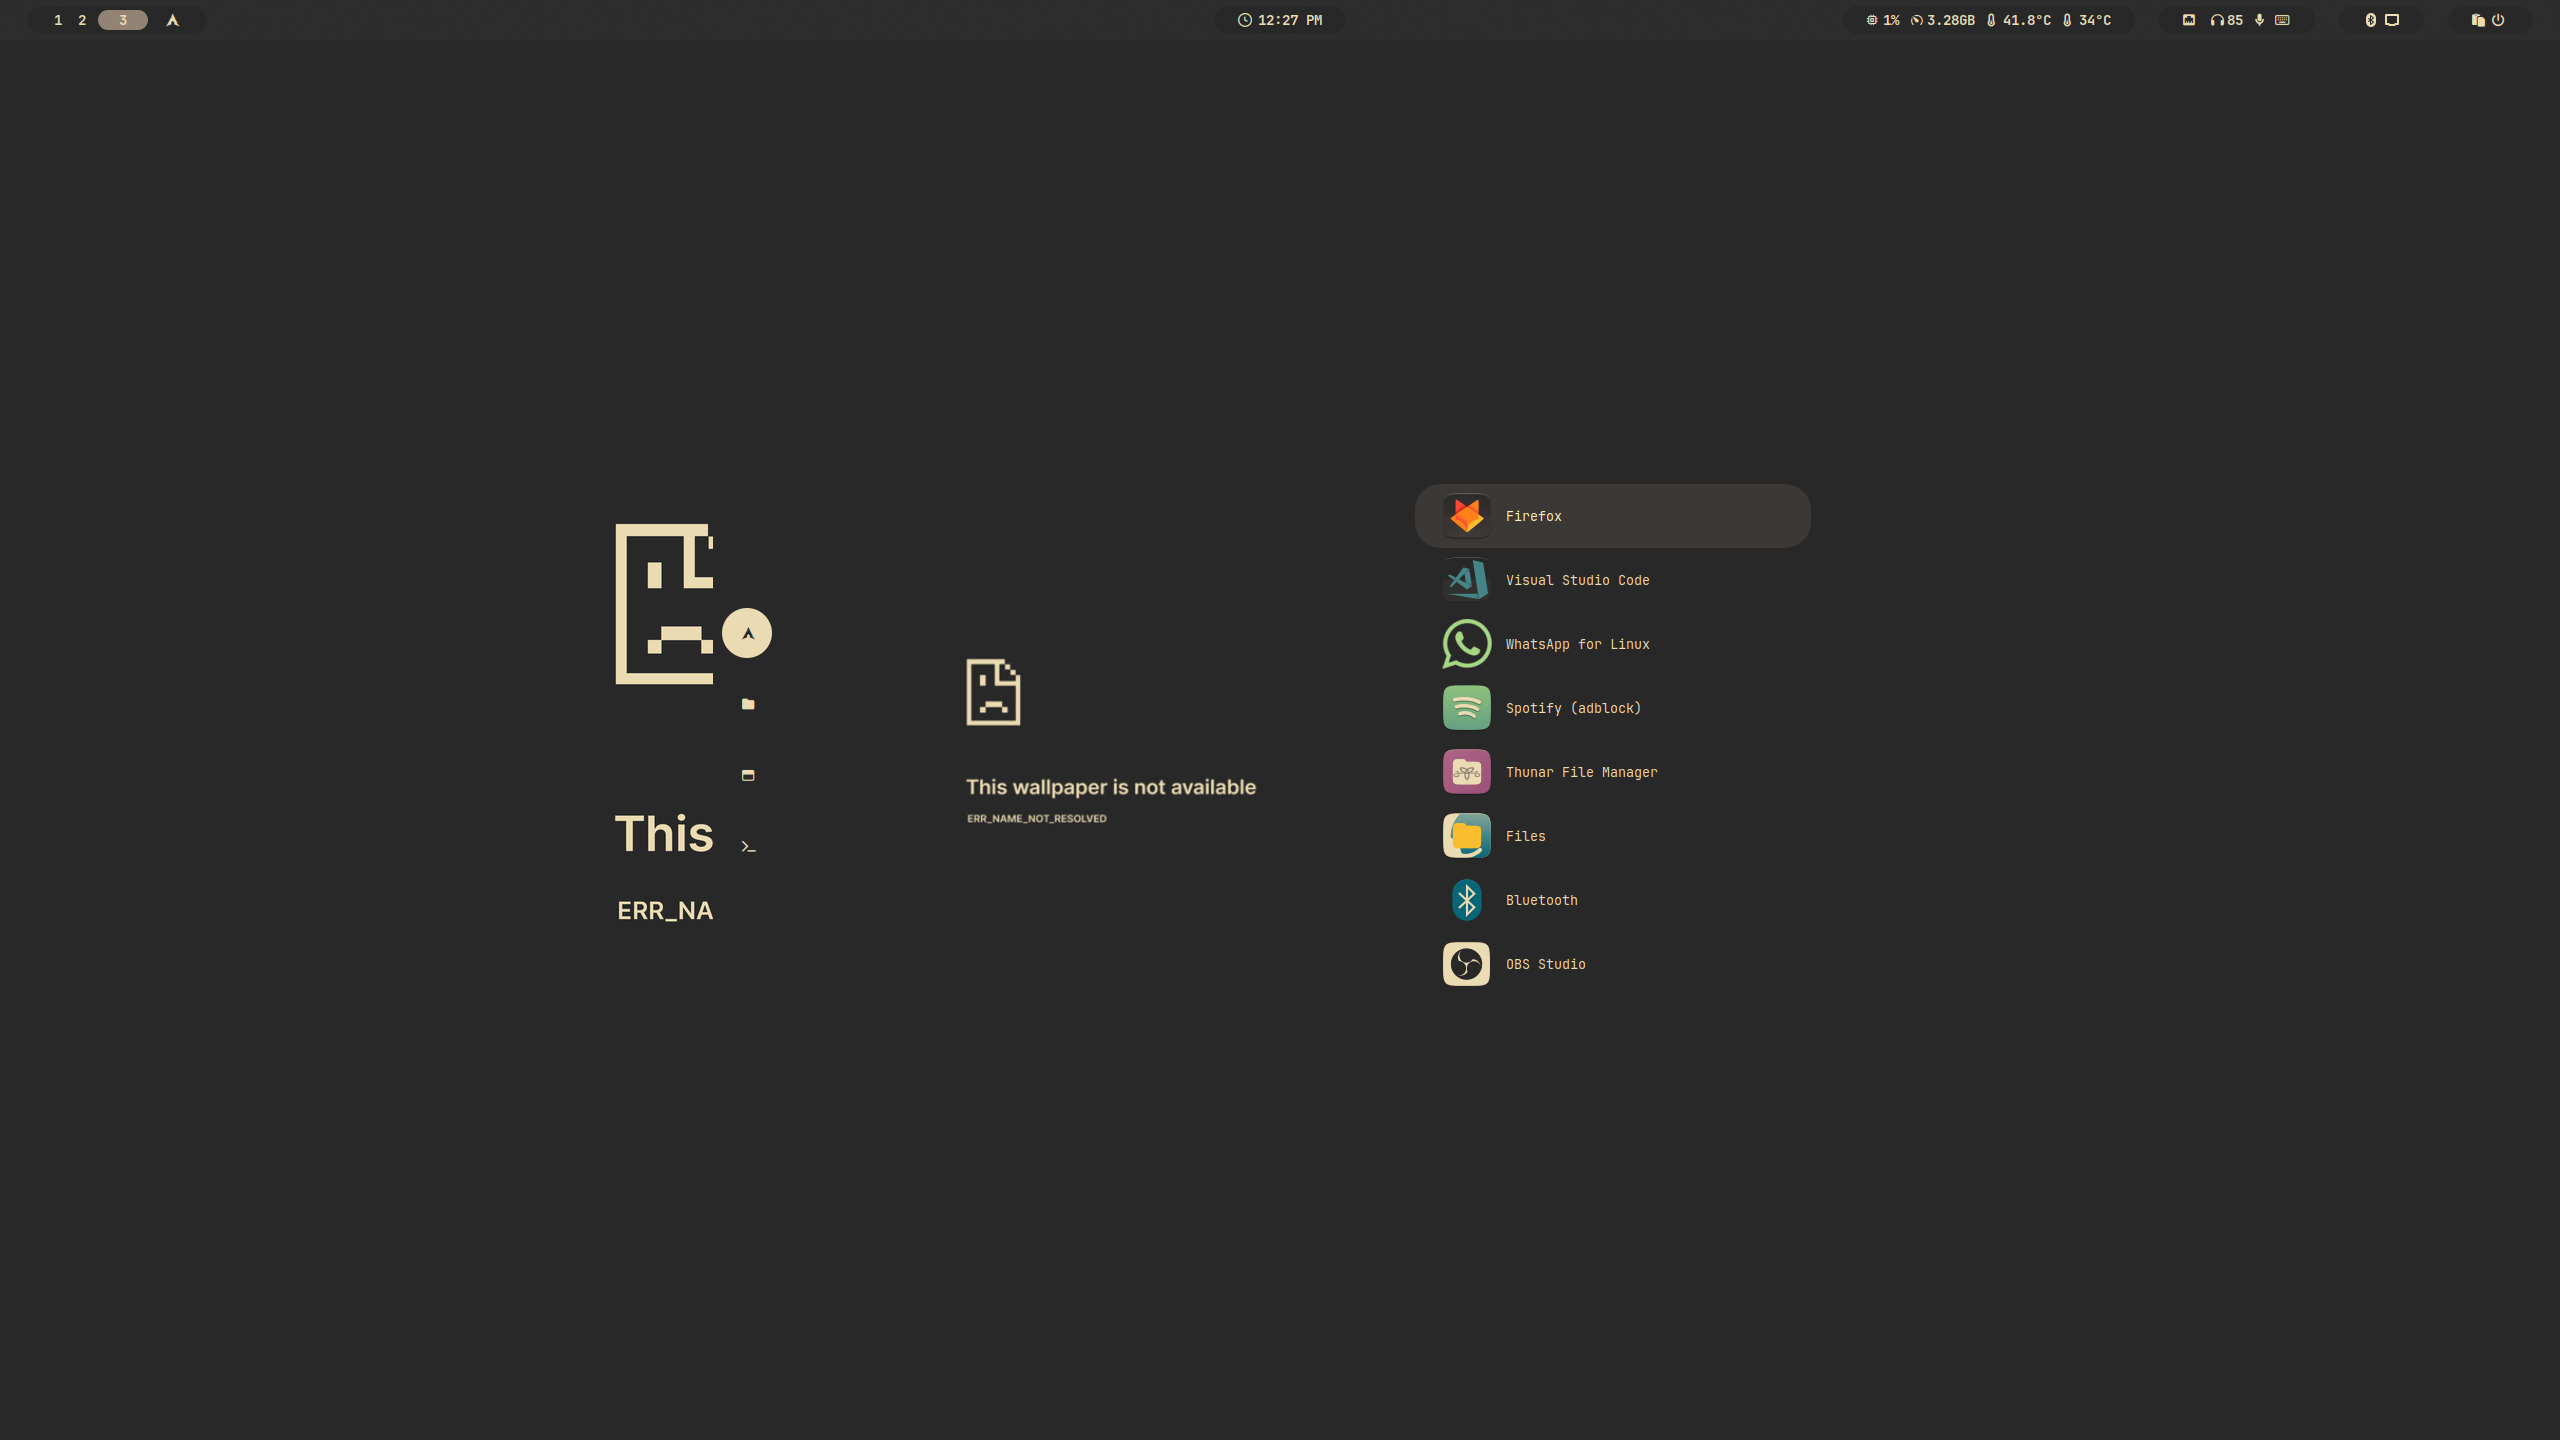 1 2 3
12:27 PM
1% 3.28GB 41.8°C 34°C
85
This
ERR_NA
This wallpaper is not available
ERR_NAME_NOT_RESOLVED
Firefox
Visual Studio Code
WhatsApp for Linux
Spotify (adblock)
Thunar File Manager
Files
Bluetooth
OBS Studio